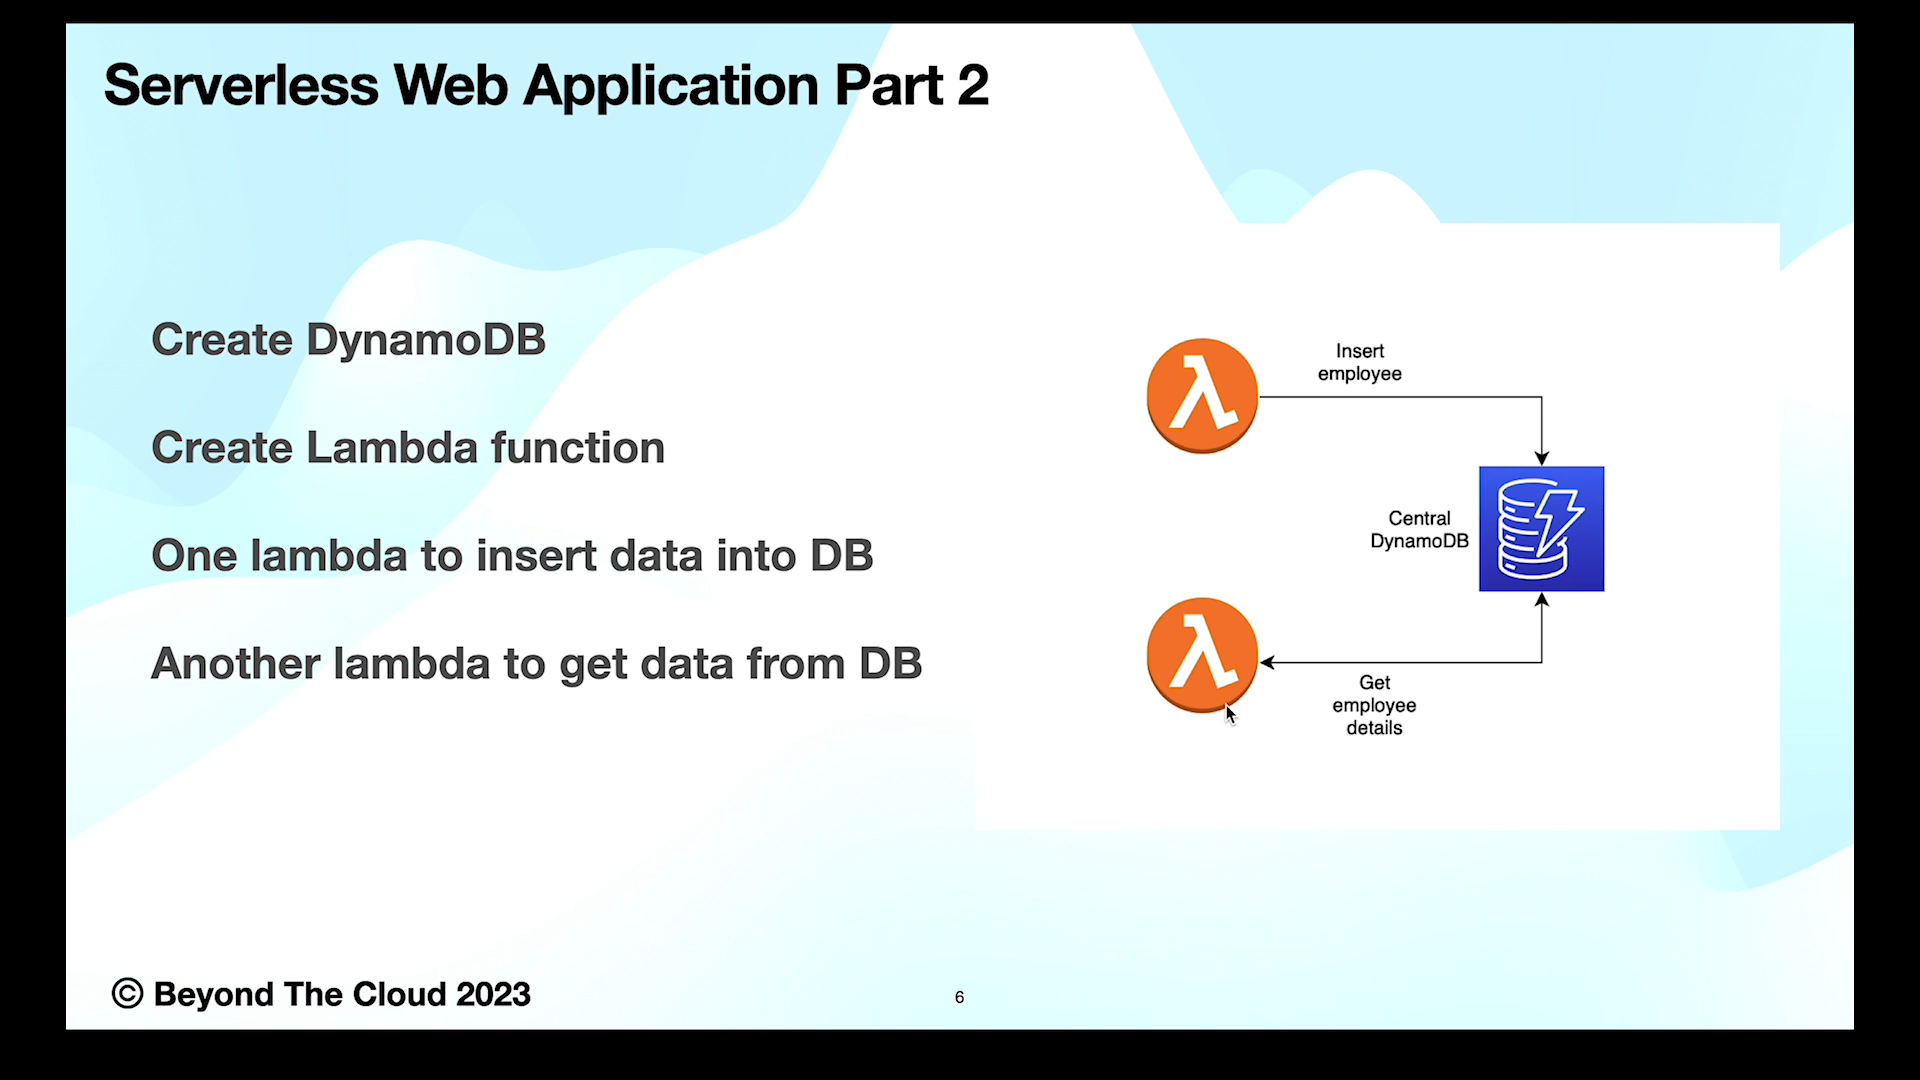 Serverless Web Application Part 2
Create DynamoDB
Create Lambda function
One lambda to insert data into DB
Another lambda to get data from DB
Insert
employee
Central
DynamoDB
Get
employee
details
© Beyond The Cloud 2023
6